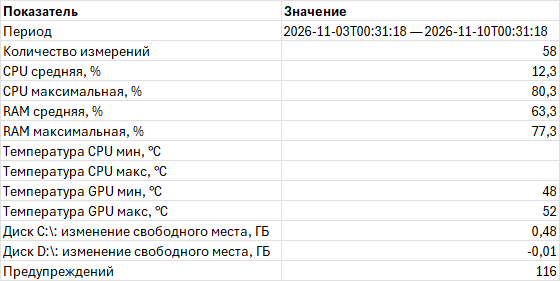 Показатель Значение
Период 2026-11-03T00:31:18 — 2026-11-10T00:31:18
Количество измерений 58
CPU средняя, % 12,3
CPU максимальная, % 80,3
RAM средняя, % 63,3
RAM максимальная, % 77,3
Температура CPU мин, °C
Температура CPU макс, °C
Температура GPU мин, °C 48
Температура GPU макс, °C 52
Диск C:\: изменение свободного места, ГБ 0,48
Диск D:\: изменение свободного места, ГБ -0,01
Предупреждений 116